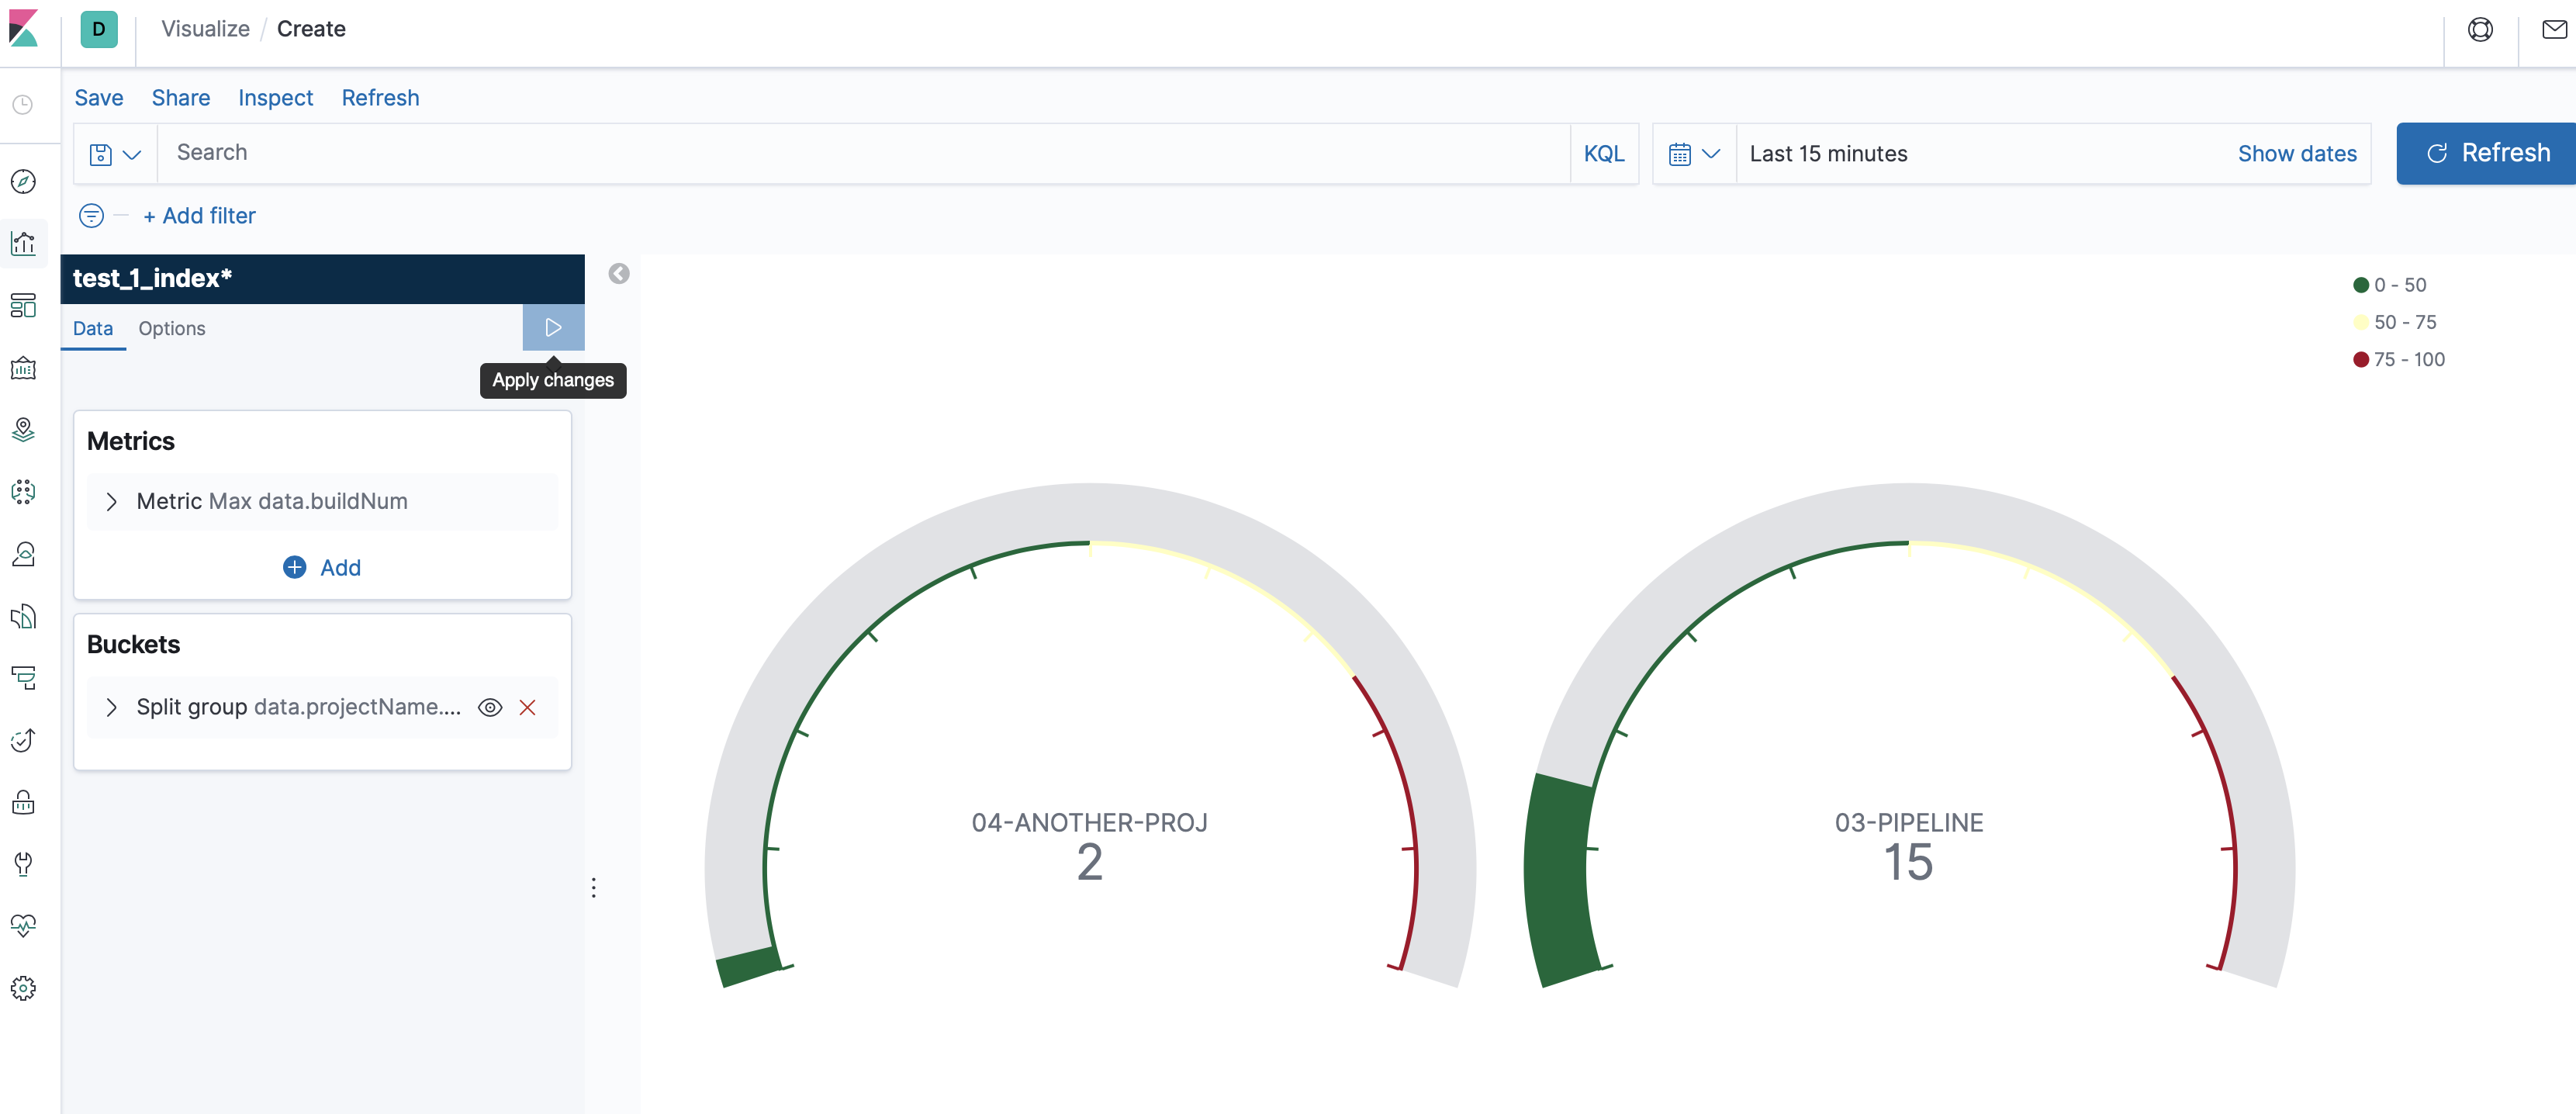 D
Visualize / Create
Save Share Inspect Refresh
Search
KQL
Last 15 minutes
Show dates
Refresh
+ Add filter
test_1_index*
Data Options
Apply changes
Metrics
Metric Max data.buildNum
Add
Buckets
Split group data.projectName....
0 - 50
50 - 75
75 - 100
04-ANOTHER-PROJ
2
03-PIPELINE
15